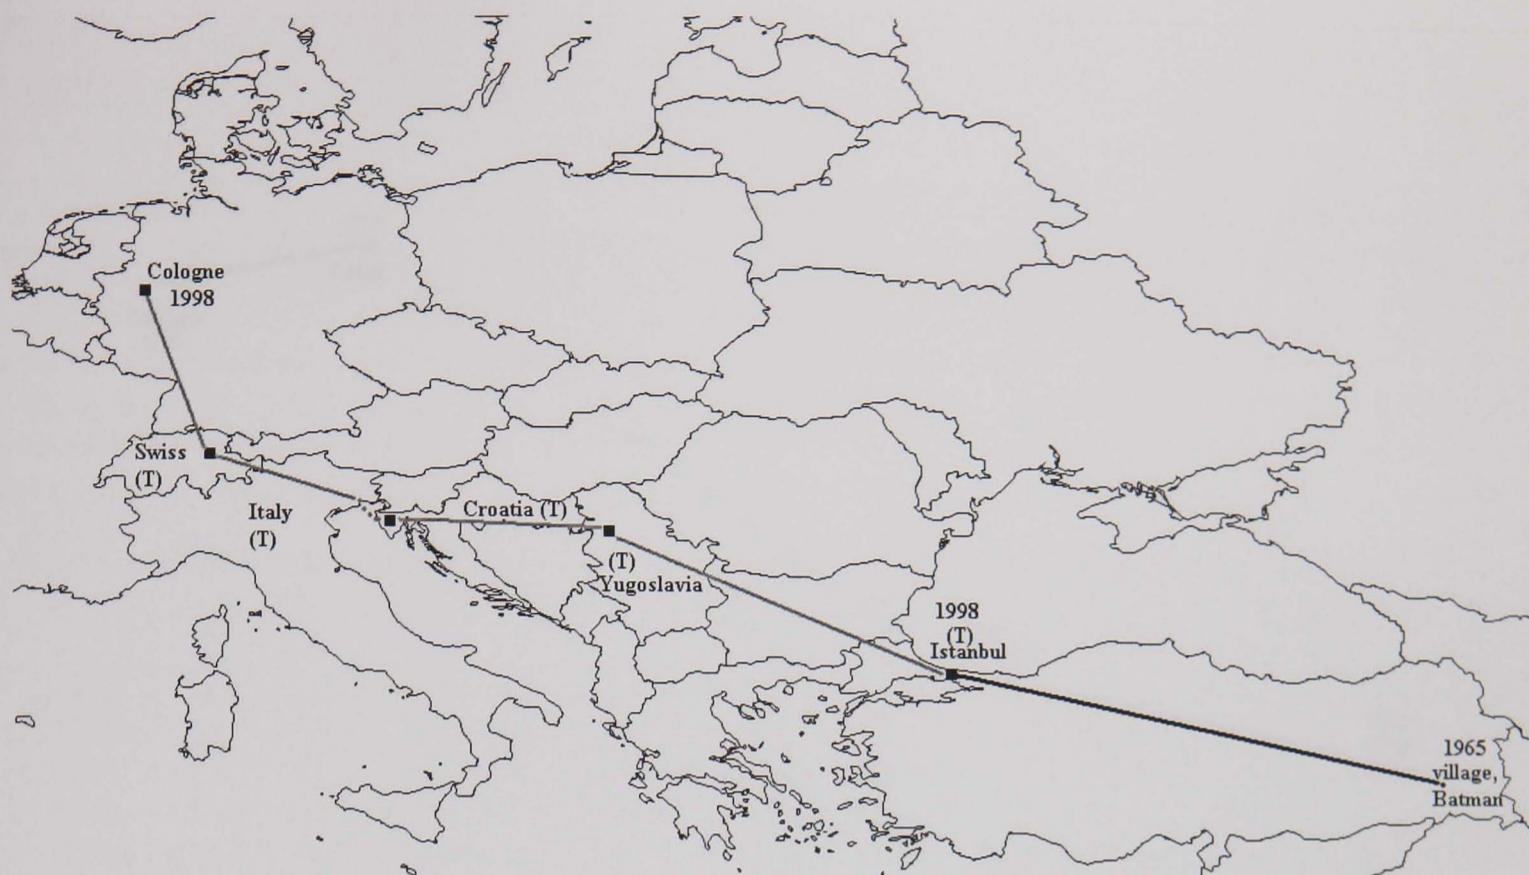 Cologne
1998
Swiss
(T)
Italy
(T)
Croatia (T)
(T)
Yugoslavia
1998
(T)
Istanbul
1965
village,
Batman